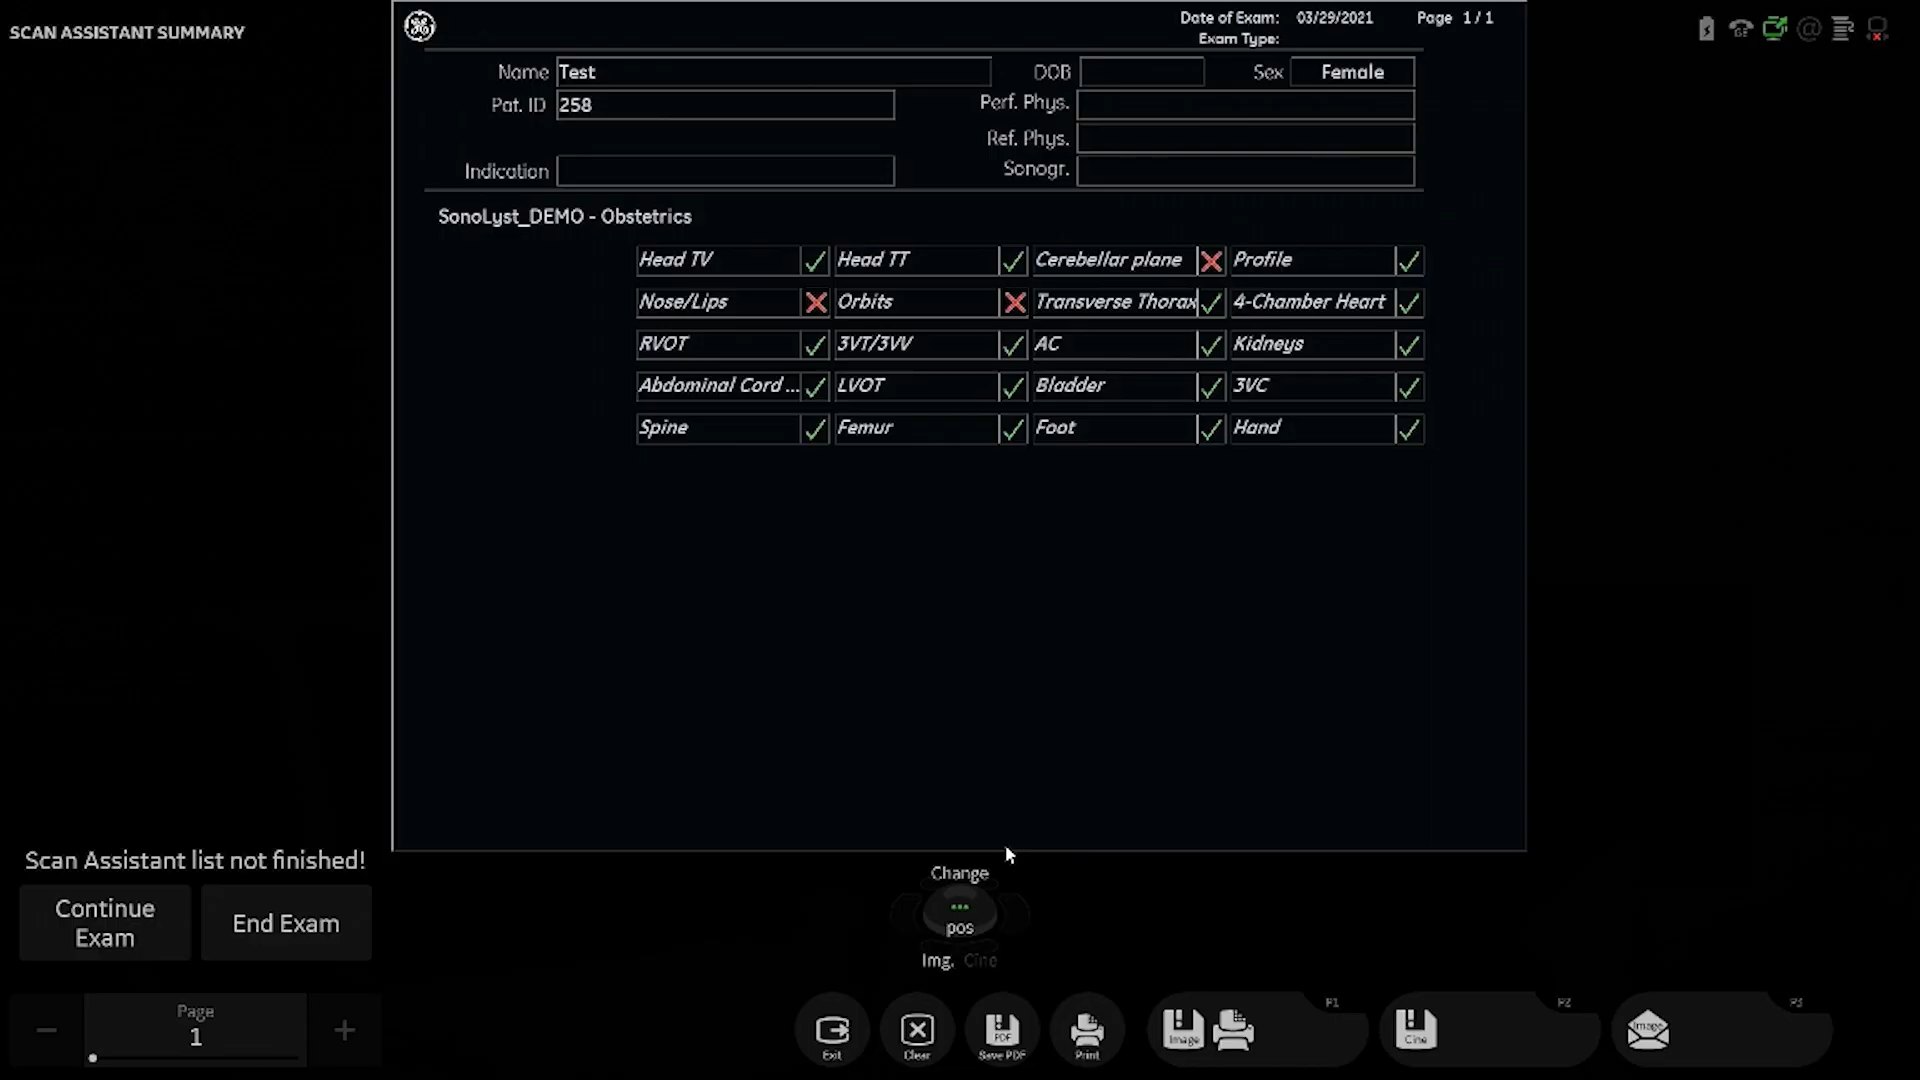 SCAN ASSISTANT SUMMARY
Date of Exam: 03/29/2021 Page 1 / 1
Exam Type:
Name Test DOB Sex Female
Pat. ID 258 Perf. Phys.
Ref. Phys.
Indication Sonogr.
SonoLyst_DEMO - Obstetrics
Head TV Head TT Cerebellar plane Profile
Nose/Lips Orbits Transverse Thorax 4-Chamber Heart
RVOT 3VT/3VV AC Kidneys
Abdominal Cord ... LVOT Bladder 3VC
Spine Femur Foot Hand
Scan Assistant list not finished!
Continue Exam End Exam
Change
pos
Img. Cine
Page
1
Exit Clear Save PDF Print
PDF
P1 P2 P3
Image Cine Image